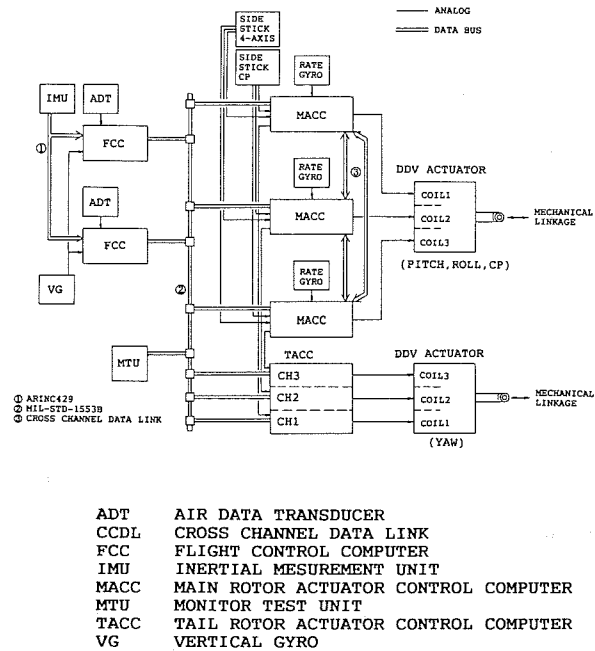 ANALOG
DATA BUS
SIDE
STICK
4-AXIS
SIDE
STICK
CP
RATE
GYRO
IMU
ADT
MACC
①
FCC
③
DDV ACTUATOR
RATE
GYRO
COIL1
ADT
MACC
COIL2
MECHANICAL
LINKAGE
FCC
COIL3
RATE
GYRO
(PITCH,ROLL,CP)
VG
②
MACC
MTU
TACC
DDV ACTUATOR
CH3
COIL3
① ARINC429
② MIL-STD-1553B
③ CROSS CHANNEL DATA LINK
CH2
COIL2
MECHANICAL
LINKAGE
CH1
COIL1
(YAW)
ADT AIR DATA TRANSDUCER
CCDL CROSS CHANNEL DATA LINK
FCC FLIGHT CONTROL COMPUTER
IMU INERTIAL MESUREMENT UNIT
MACC MAIN ROTOR ACTUATOR CONTROL COMPUTER
MTU MONITOR TEST UNIT
TACC TAIL ROTOR ACTUATOR CONTROL COMPUTER
VG VERTICAL GYRO